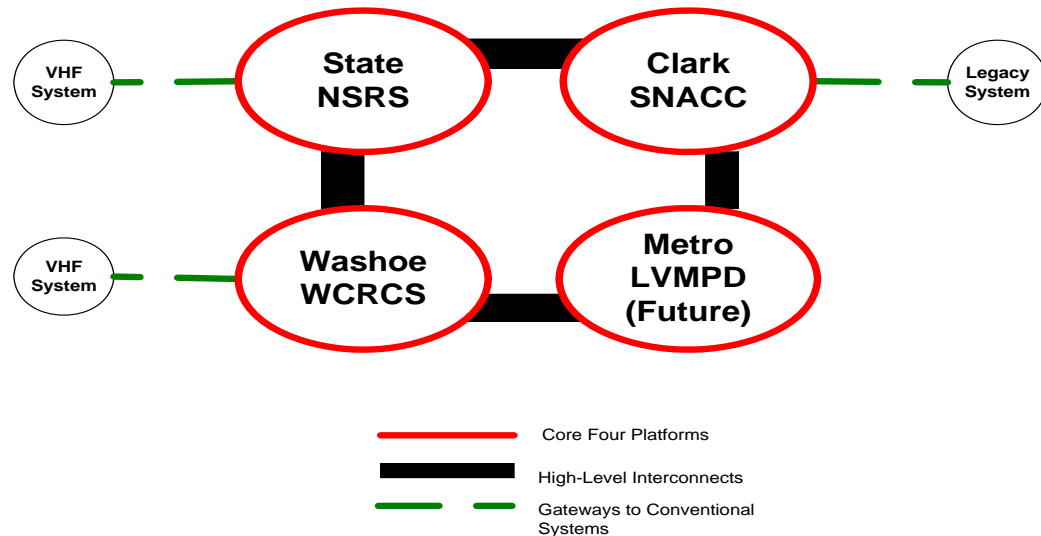 VHF
System
State
NSRS
Clark
SNACC
Legacy
System
VHF
System
Washoe
WCRCS
Metro
LVMPD
(Future)
Core Four Platforms
High-Level Interconnects
Gateways to Conventional
Systems